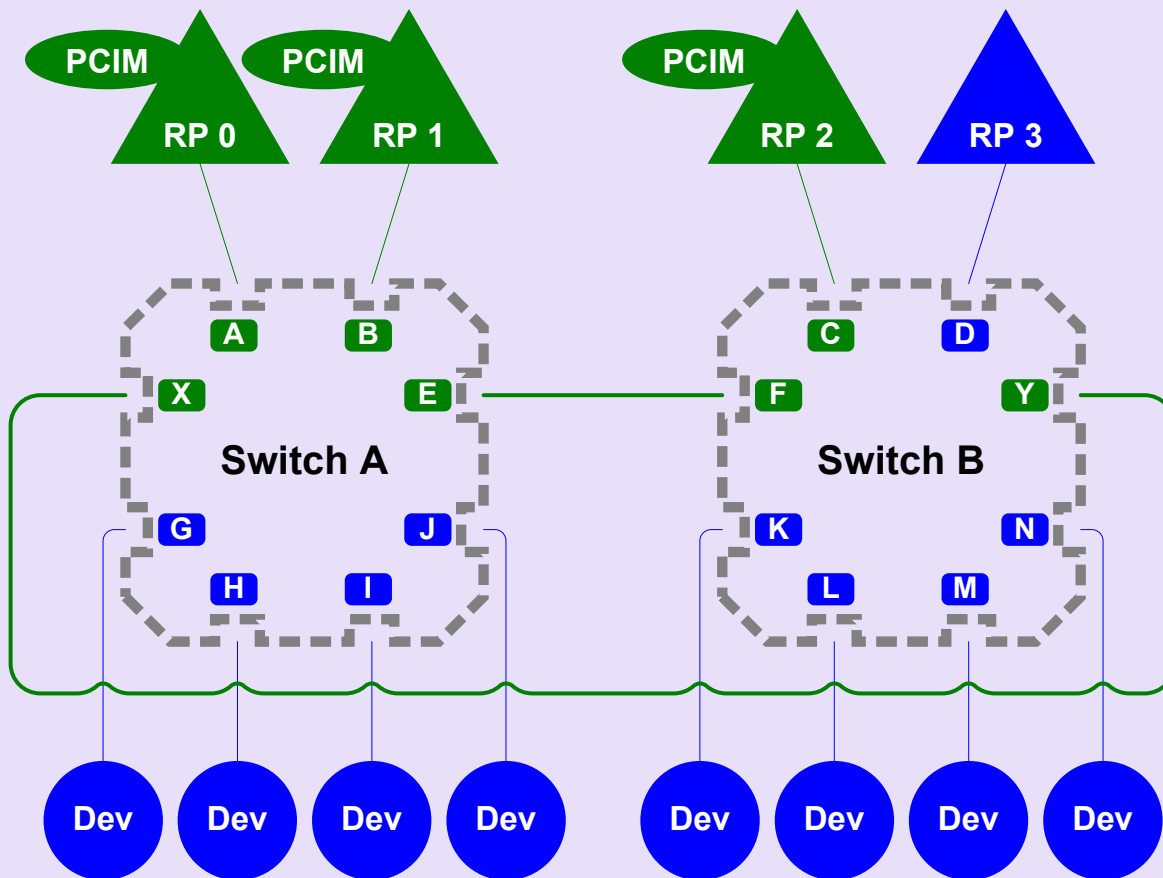 PCIM
PCIM
PCIM
RP 0
RP 1
RP 2
RP 3
A
B
C
D
X
E
F
Y
Switch A
Switch B
G
J
K
N
H
I
L
M
Dev
Dev
Dev
Dev
Dev
Dev
Dev
Dev